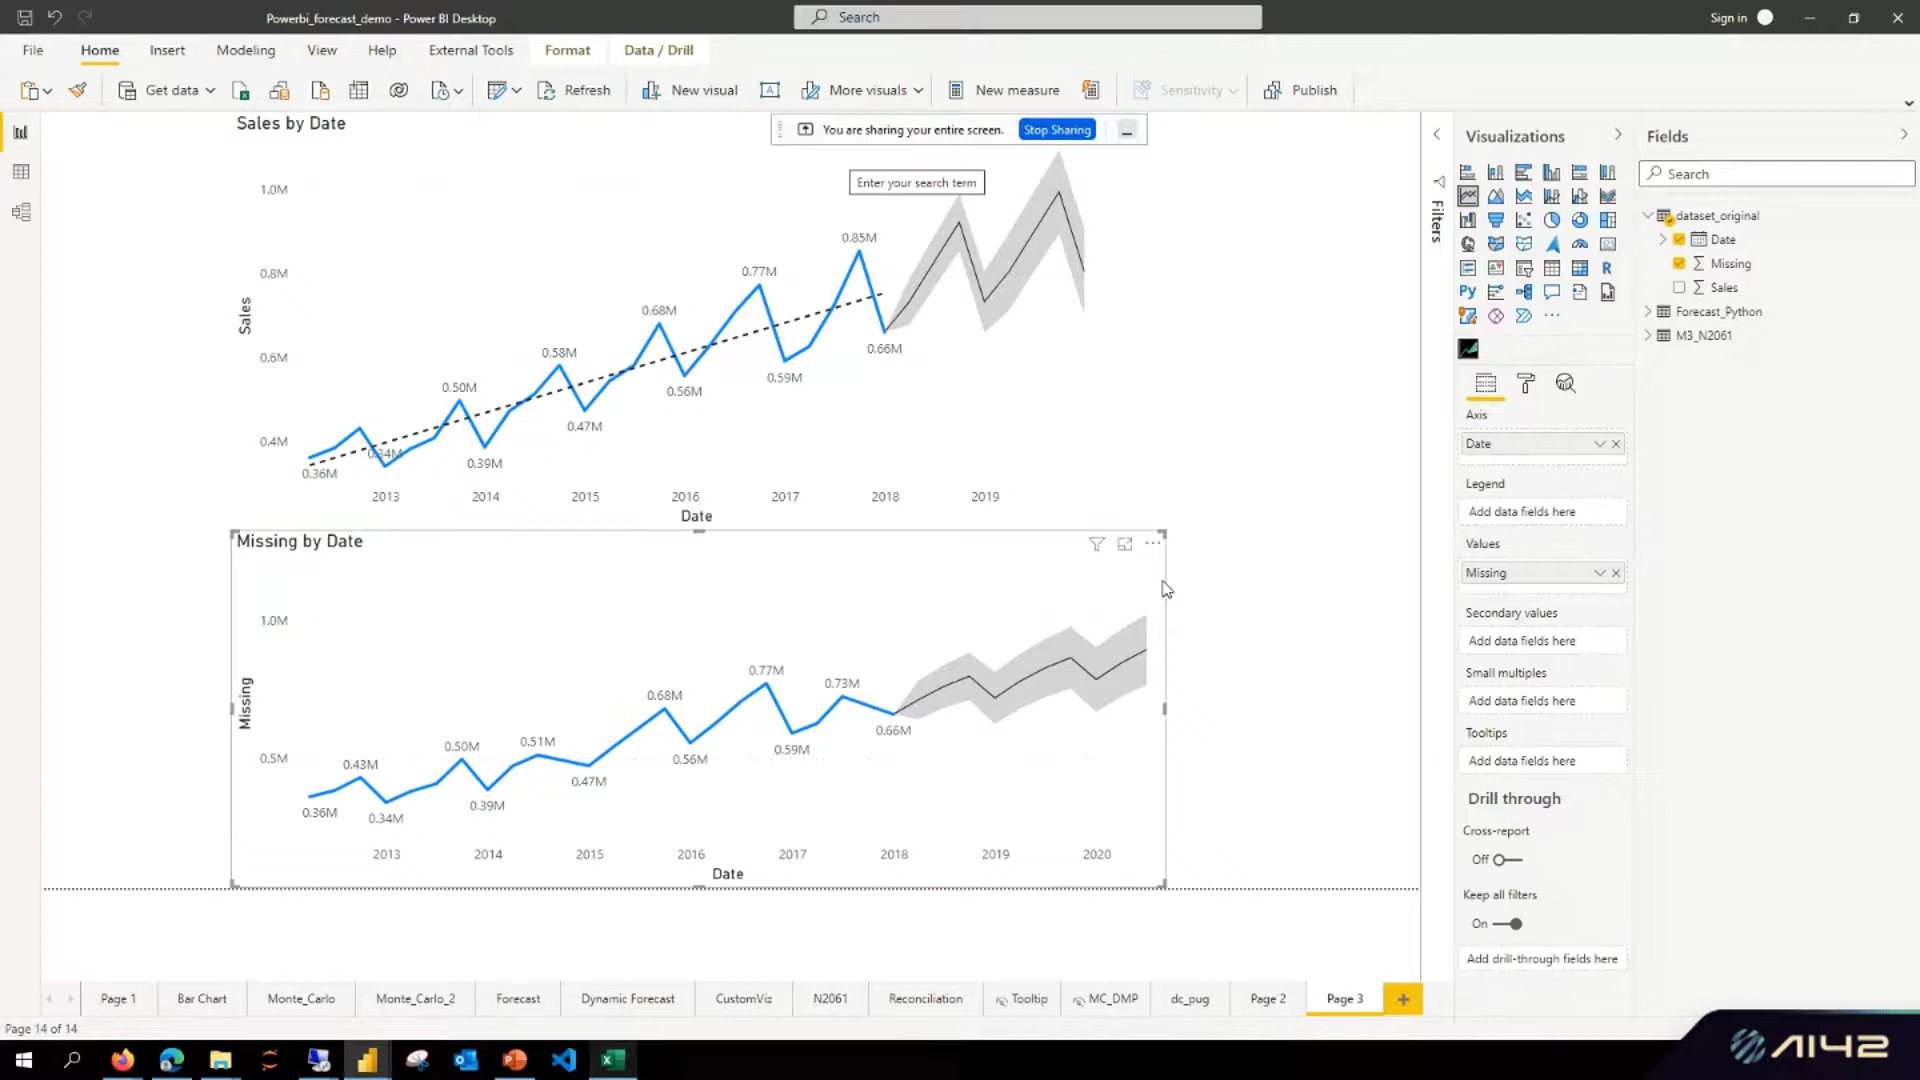 Powerbi_forecast_demo - Power BI Desktop
Search
Sign in
File
Home
Insert
Modeling
View
Help
External Tools
Format
Data / Drill
Get data
Refresh
New visual
More visuals
New measure
Sensitivity
Publish
You are sharing your entire screen.
Stop Sharing
Enter your search term
Sales by Date
1.0M
0.8M
0.6M
0.4M
Sales
0.36M
0.34M
0.50M
0.39M
0.58M
0.47M
0.68M
0.56M
0.77M
0.59M
0.85M
0.66M
2013
2014
2015
2016
2017
2018
2019
Date
Missing by Date
1.0M
0.5M
Missing
0.36M
0.43M
0.34M
0.50M
0.39M
0.51M
0.47M
0.68M
0.56M
0.77M
0.59M
0.73M
0.66M
2013
2014
2015
2016
2017
2018
2019
2020
Date
Filters
Visualizations
R
Py
Axis
Date
Legend
Add data fields here
Values
Missing
Secondary values
Add data fields here
Small multiples
Add data fields here
Tooltips
Add data fields here
Drill through
Cross-report
Off
Keep all filters
On
Add drill-through fields here
Fields
Search
dataset_original
Date
Missing
Sales
Forecast_Python
M3_N2061
Page 1
Bar Chart
Monte_Carlo
Monte_Carlo_2
Forecast
Dynamic Forecast
CustomViz
N2061
Reconciliation
Tooltip
MC_DMP
dc_pug
Page 2
Page 3
Page 14 of 14
AI42